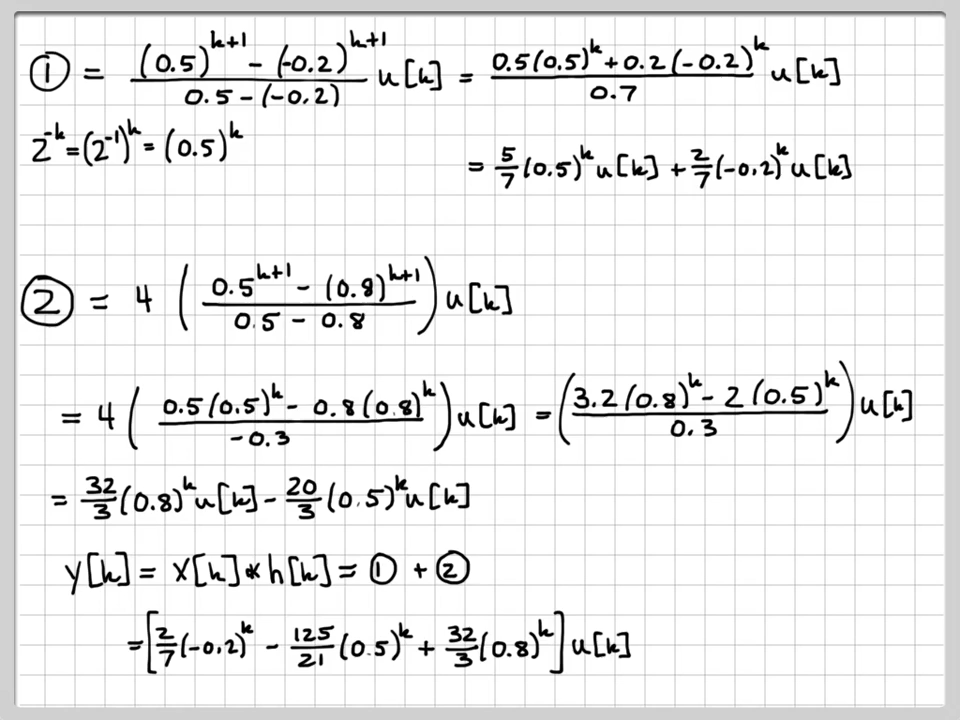 ① = ((0.5)^{k+1} - (-0.2)^{k+1}) / (0.5 - (-0.2)) u[k] = (0.5(0.5)^k + 0.2(-0.2)^k) / 0.7 u[k]
2^{-k} = (2^{-1})^k = (0.5)^k
= 5/7 (0.5)^k u[k] + 2/7 (-0.2)^k u[k]
② = 4 ( (0.5^{k+1} - (0.8)^{k+1}) / (0.5 - 0.8) ) u[k]
= 4 ( (0.5(0.5)^k - 0.8(0.8)^k) / -0.3 ) u[k] = ( (3.2(0.8)^k - 2(0.5)^k) / 0.3 ) u[k]
= 32/3 (0.8)^k u[k] - 20/3 (0.5)^k u[k]
y[k] = x[k] * h[k] = ① + ②
= [ 2/7 (-0.2)^k - 125/21 (0.5)^k + 32/3 (0.8)^k ] u[k]